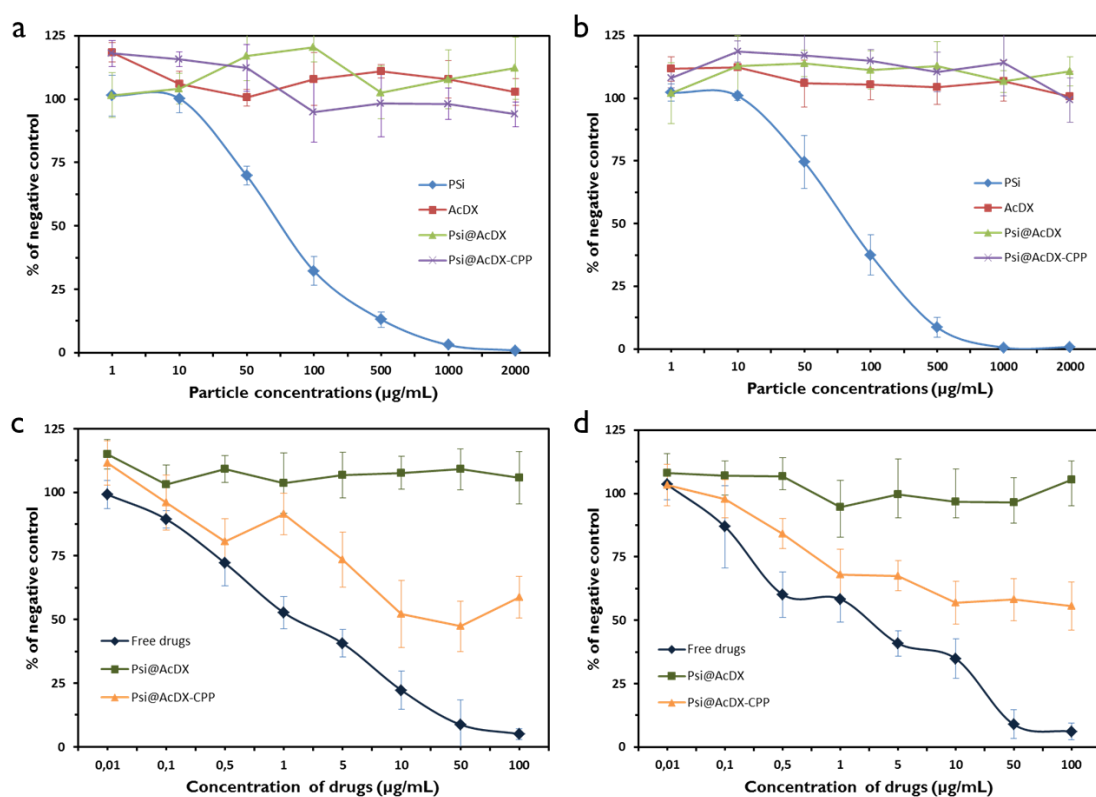 a
125
100
75
50
25
0
% of negative control
PSi
AcDX
Psi@AcDX
Psi@AcDX-CPP
1 10 50 100 500 1000 2000
Particle concentrations (µg/mL)
b
125
100
75
50
25
0
% of negative control
PSi
AcDX
Psi@AcDX
Psi@AcDX-CPP
1 10 50 100 500 1000 2000
Particle concentrations (µg/mL)
c
125
100
75
50
25
0
% of negative control
Free drugs
Psi@AcDX
Psi@AcDX-CPP
0,01 0,1 0,5 1 5 10 50 100
Concentration of drugs (µg/mL)
d
125
100
75
50
25
0
% of negative control
Free drugs
Psi@AcDX
Psi@AcDX-CPP
0,01 0,1 0,5 1 5 10 50 100
Concentration of drugs (µg/mL)